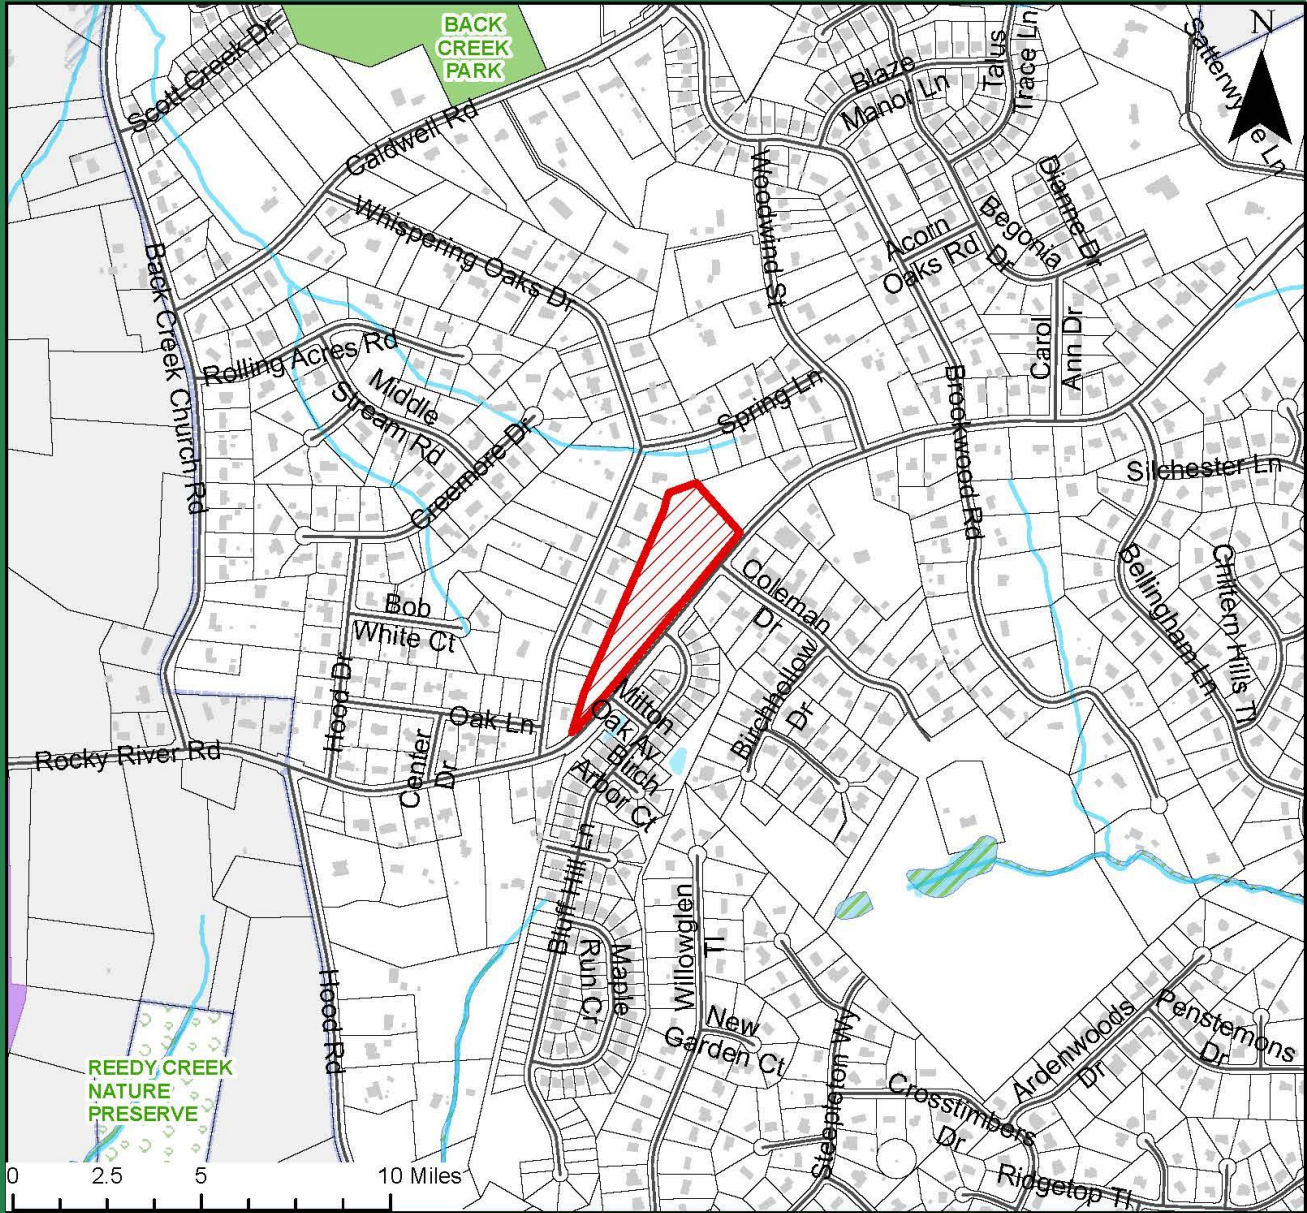 BACK
CREEK
PARK
N
Scott Creek Dr
Caldwell Rd
Blaze
Manor Ln
Talus
Trace Ln
e Ln
Whispering Oaks Dr
Woodwind St
Dianne Dr
Begonia
Dr
Acorn
Oaks Rd
Back Creek Church Rd
Carroll
Ann Dr
Rolling Acres Rd
Middle
Stream Rd
Spring Ln
Brookwood Rd
Creemore Dr
Silchester Ln
Coleman
Dr
Bellingham Ln
Chiltern Hills Tl
Bob
White Ct
Hood Dr
Birchhollow
Dr
Milton
Oak Av
Oak Ln
Rocky River Rd
Center
Dr
Birch
Arbor Ct
Bluff Hill Ln
Willowglen
Tl
Maple
Run Cr
Hood Rd
New
Garden Ct
Steepleton Wy
Ardenwoods
Dr
Penstemons
Dr
Crosstimbers
Dr
Ridgetop Tl
REEDY CREEK
NATURE
PRESERVE
0 2.5 5 10 Miles